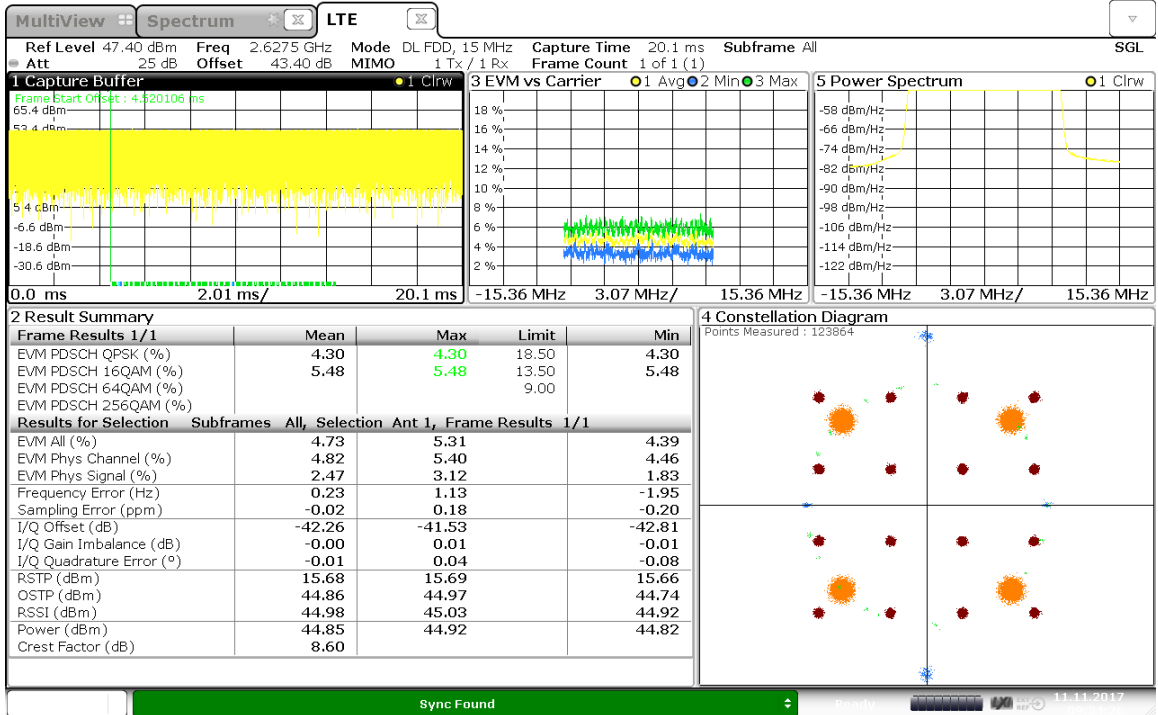 MultiView Spectrum LTE
Ref Level 47.40 dBm Freq 2.6275 GHz Mode DL FDD, 15 MHz Capture Time 20.1 ms Subframe All SGL
Att 25 dB Offset 43.40 dB MIMO 1 Tx / 1 Rx Frame Count 1 of 1 (1)
1 Capture Buffer 1 Clrw
Frame Start Offset : 4.520106 ms
65.4 dBm
53.4 dBm
5.4 dBm
-6.6 dBm
-18.6 dBm
-30.6 dBm
0.0 ms 2.01 ms/ 20.1 ms
3 EVM vs Carrier 1 Avg 2 Min 3 Max
18 %
16 %
14 %
12 %
10 %
8 %
6 %
4 %
2 %
-15.36 MHz 3.07 MHz/ 15.36 MHz
5 Power Spectrum 1 Clrw
-58 dBm/Hz
-66 dBm/Hz
-74 dBm/Hz
-82 dBm/Hz
-90 dBm/Hz
-98 dBm/Hz
-106 dBm/Hz
-114 dBm/Hz
-122 dBm/Hz
-15.36 MHz 3.07 MHz/ 15.36 MHz
2 Result Summary
Frame Results 1/1 Mean Max Limit Min
EVM PDSCH QPSK (%) 4.30 4.30 18.50 4.30
EVM PDSCH 16QAM (%) 5.48 5.48 13.50 5.48
EVM PDSCH 64QAM (%) 9.00
EVM PDSCH 256QAM (%)
Results for Selection Subframes All, Selection Ant 1, Frame Results 1/1
EVM All (%) 4.73 5.31 4.39
EVM Phys Channel (%) 4.82 5.40 4.46
EVM Phys Signal (%) 2.47 3.12 1.83
Frequency Error (Hz) 0.23 1.13 -1.95
Sampling Error (ppm) -0.02 0.18 -0.20
I/Q Offset (dB) -42.26 -41.53 -42.81
I/Q Gain Imbalance (dB) -0.00 0.01 -0.01
I/Q Quadrature Error (°) -0.01 0.04 -0.08
RSTP (dBm) 15.68 15.69 15.66
OSTP (dBm) 44.86 44.97 44.74
RSSI (dBm) 44.98 45.03 44.92
Power (dBm) 44.85 44.92 44.82
Crest Factor (dB) 8.60
4 Constellation Diagram
Points Measured : 123864
Sync Found
Ready
LXI
EXT
REF
11.11.2017